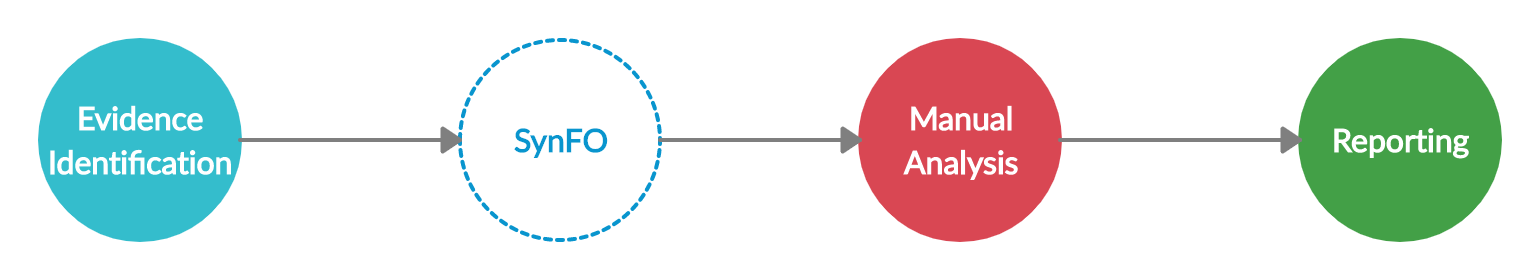 Evidence
Identification
SynFO
Manual
Analysis
Reporting